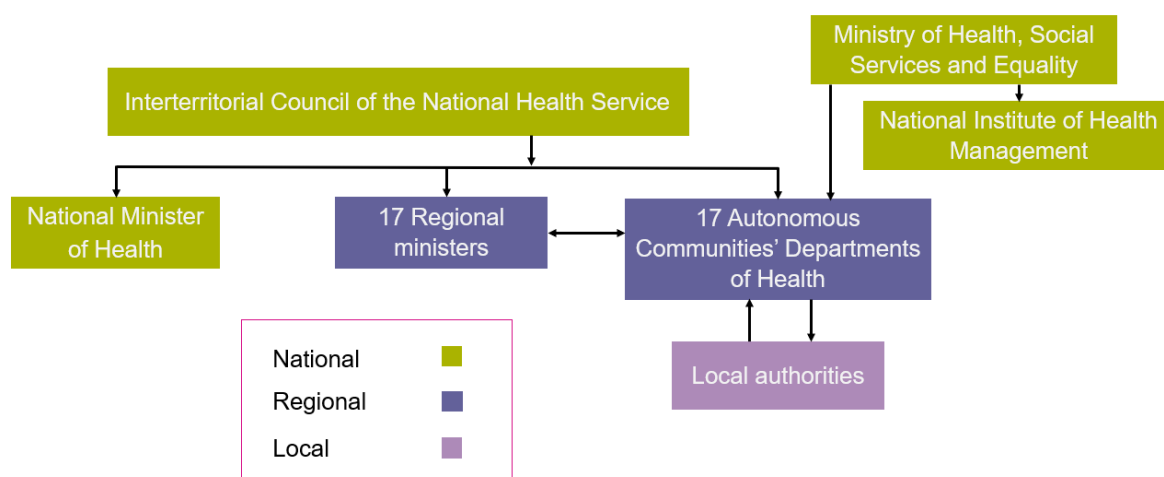 Ministry of Health, Social
Services and Equality
Interterritorial Council of the National Health Service
National Institute of Health
Management
National Minister
of Health
17 Regional
ministers
17 Autonomous
Communities’ Departments
of Health
Local authorities
National
Regional
Local